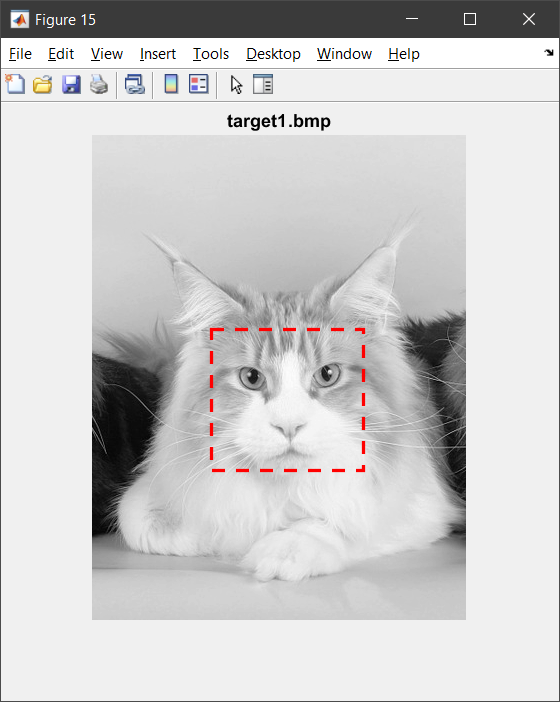 Figure 15
File Edit View Insert Tools Desktop Window Help
target1.bmp